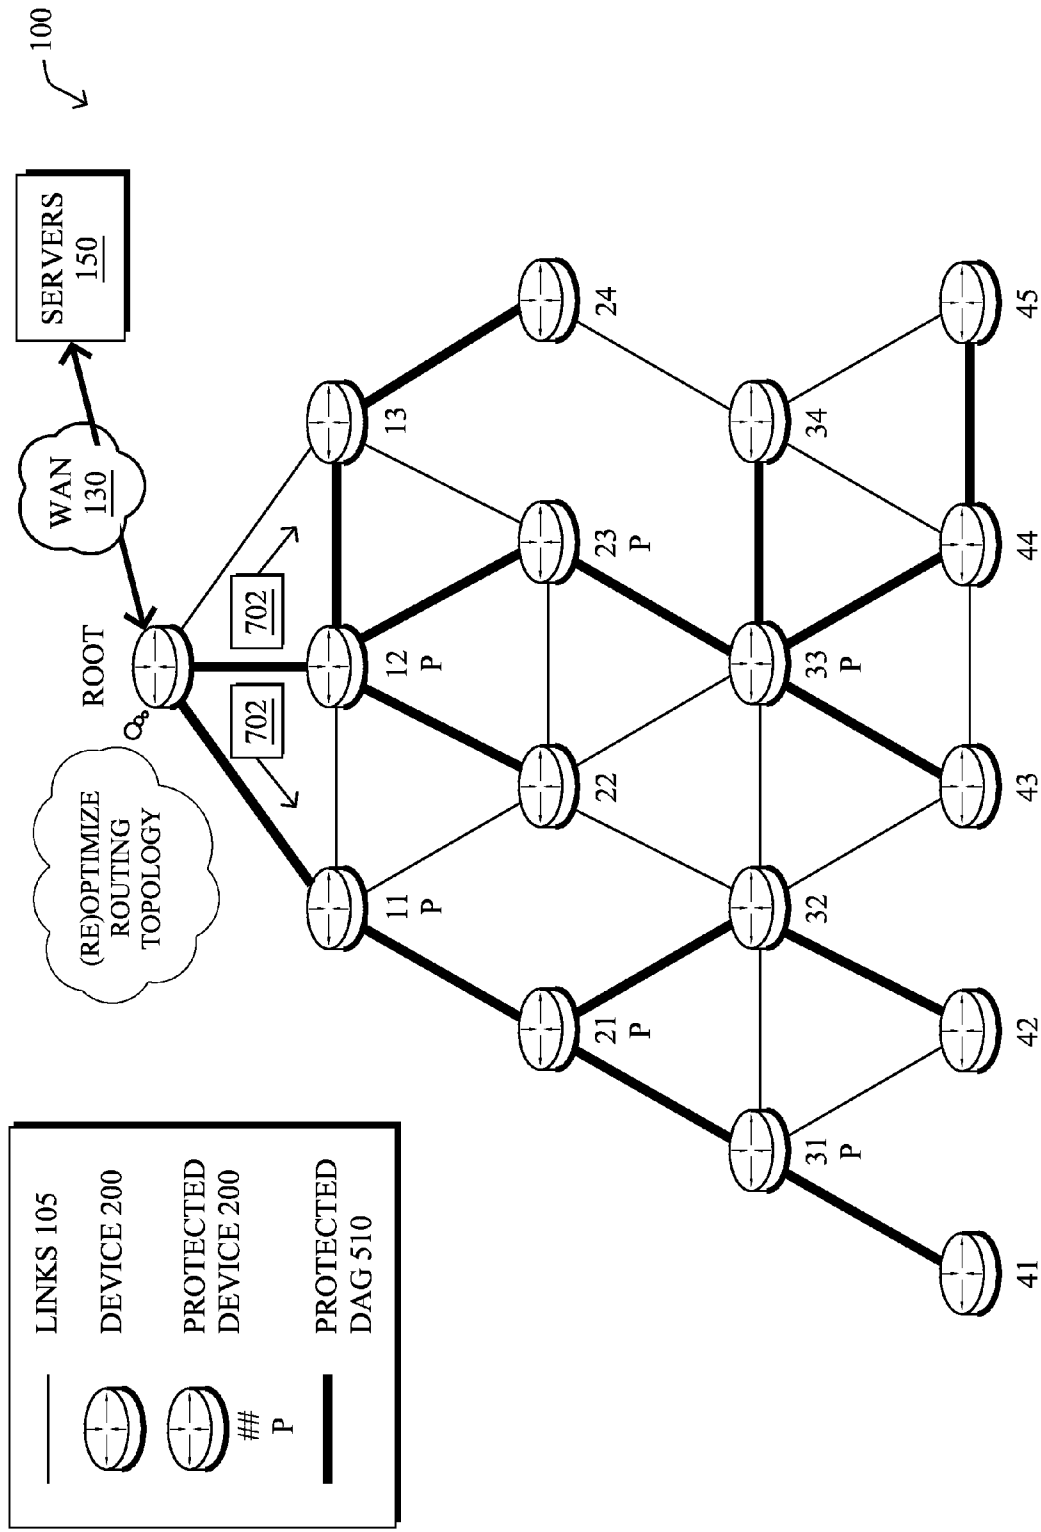 100
SERVERS
150
WAN
130
ROOT
(RE)OPTIMIZE
ROUTING
TOPOLOGY
702
702
11
P
12
P
13
21
P
22
23
P
24
31
P
32
33
P
34
41
42
43
44
45
LINKS 105
DEVICE 200
##
P
PROTECTED
DEVICE 200
PROTECTED
DAG 510